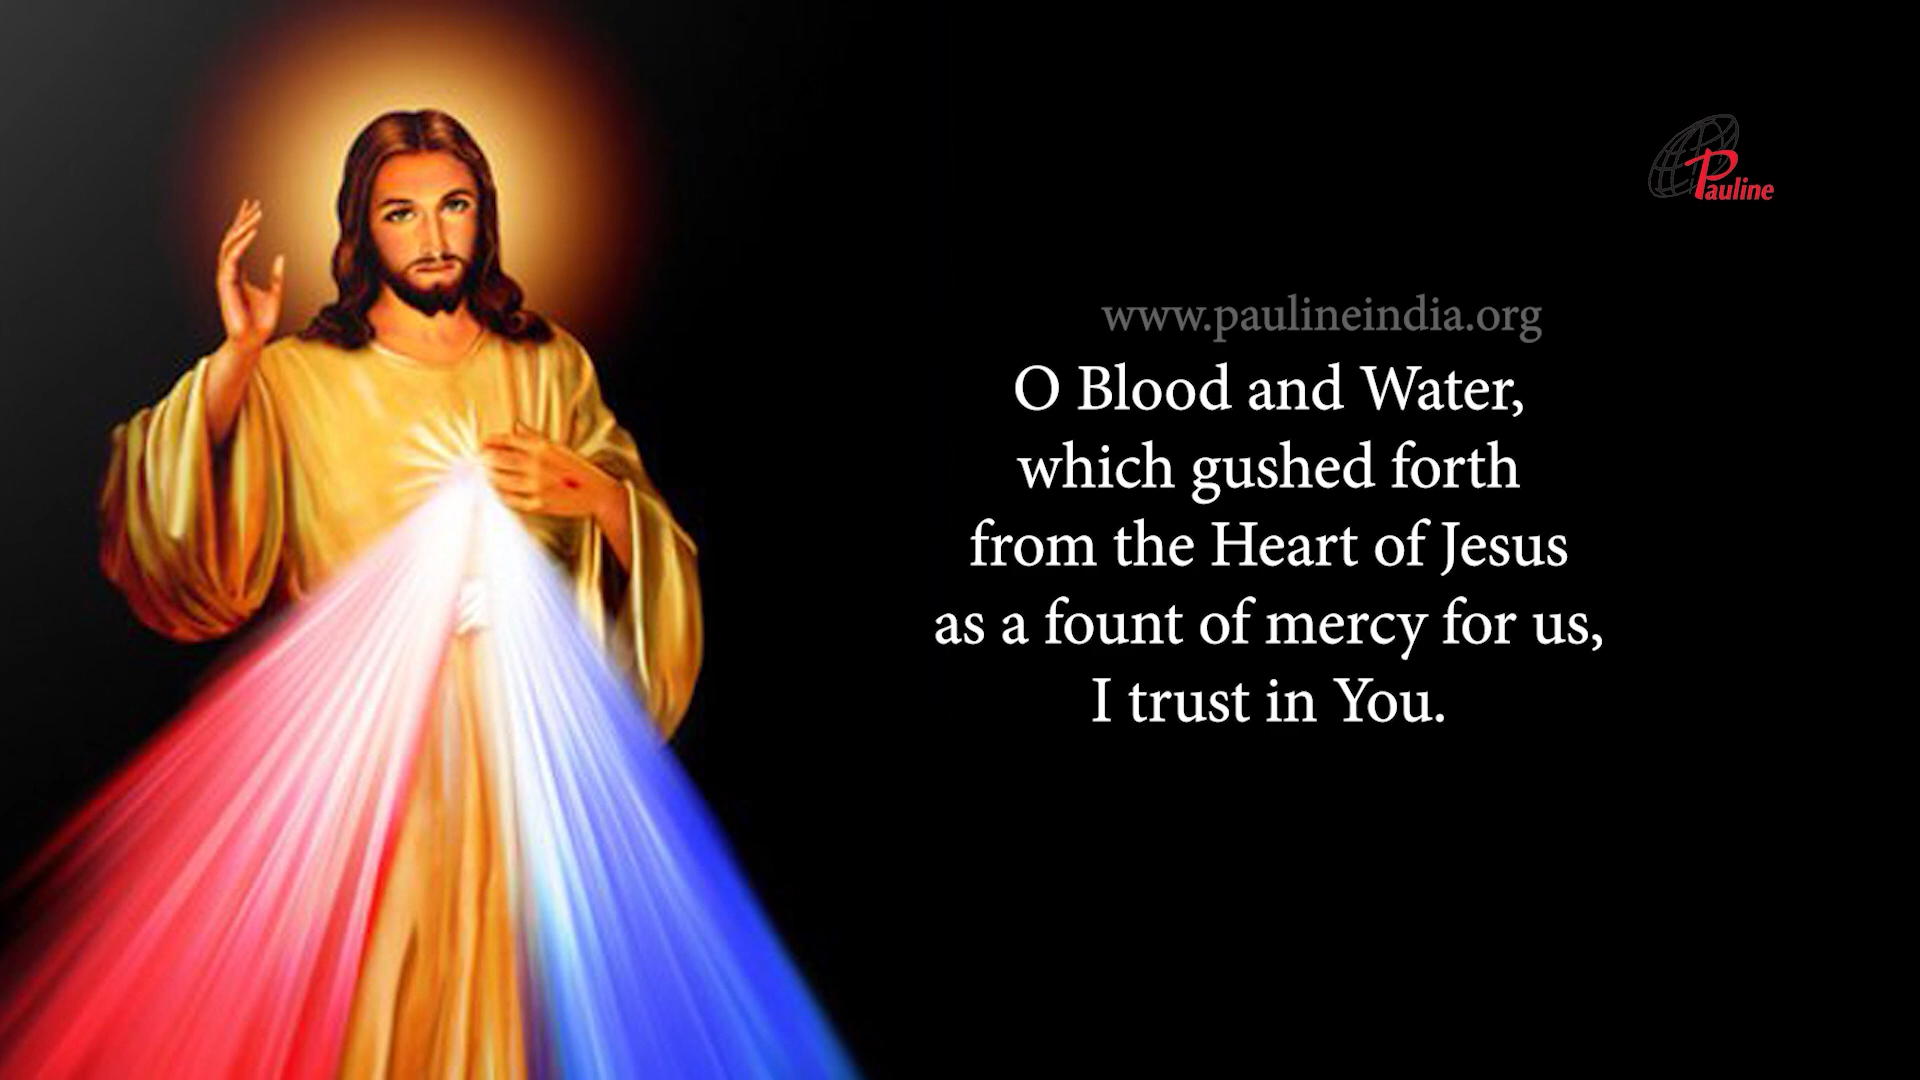 Pauline
www.paulineindia.org
O Blood and Water,
which gushed forth
from the Heart of Jesus
as a fount of mercy for us,
I trust in You.